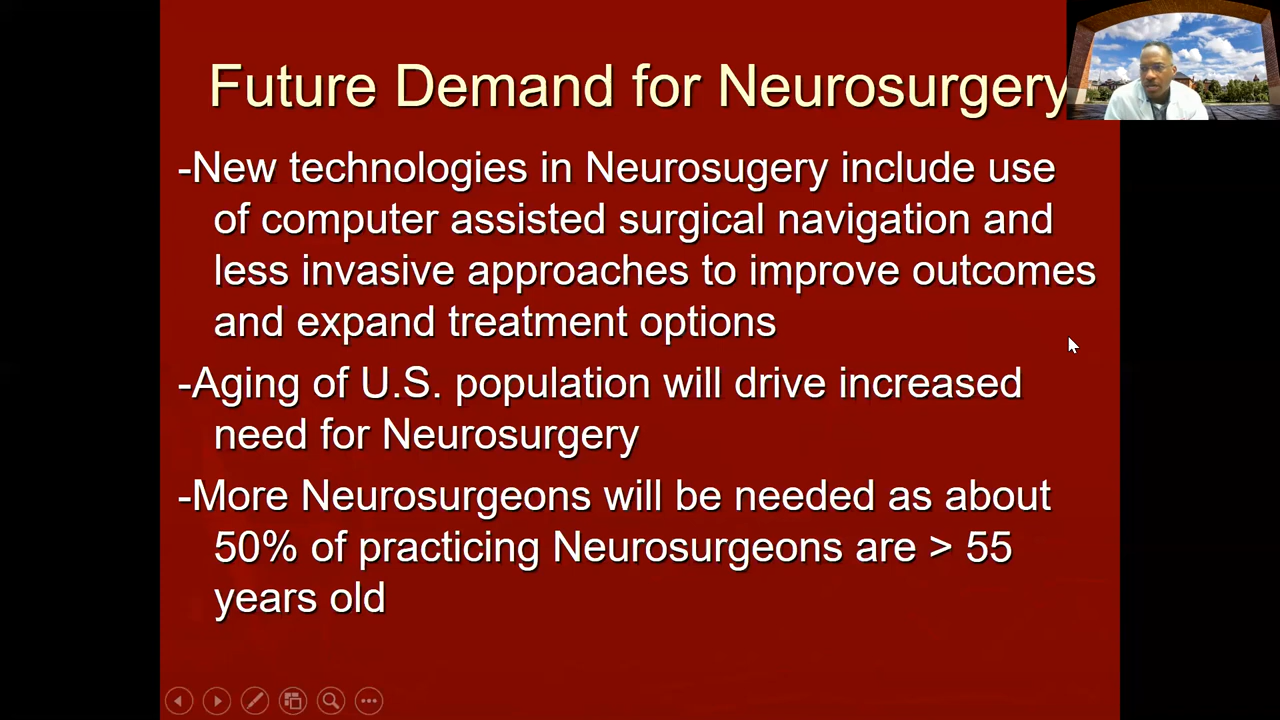 Future Demand for Neurosurgery
-New technologies in Neurosugery include use
of computer assisted surgical navigation and
less invasive approaches to improve outcomes
and expand treatment options
-Aging of U.S. population will drive increased
need for Neurosurgery
-More Neurosurgeons will be needed as about
50% of practicing Neurosurgeons are > 55
years old